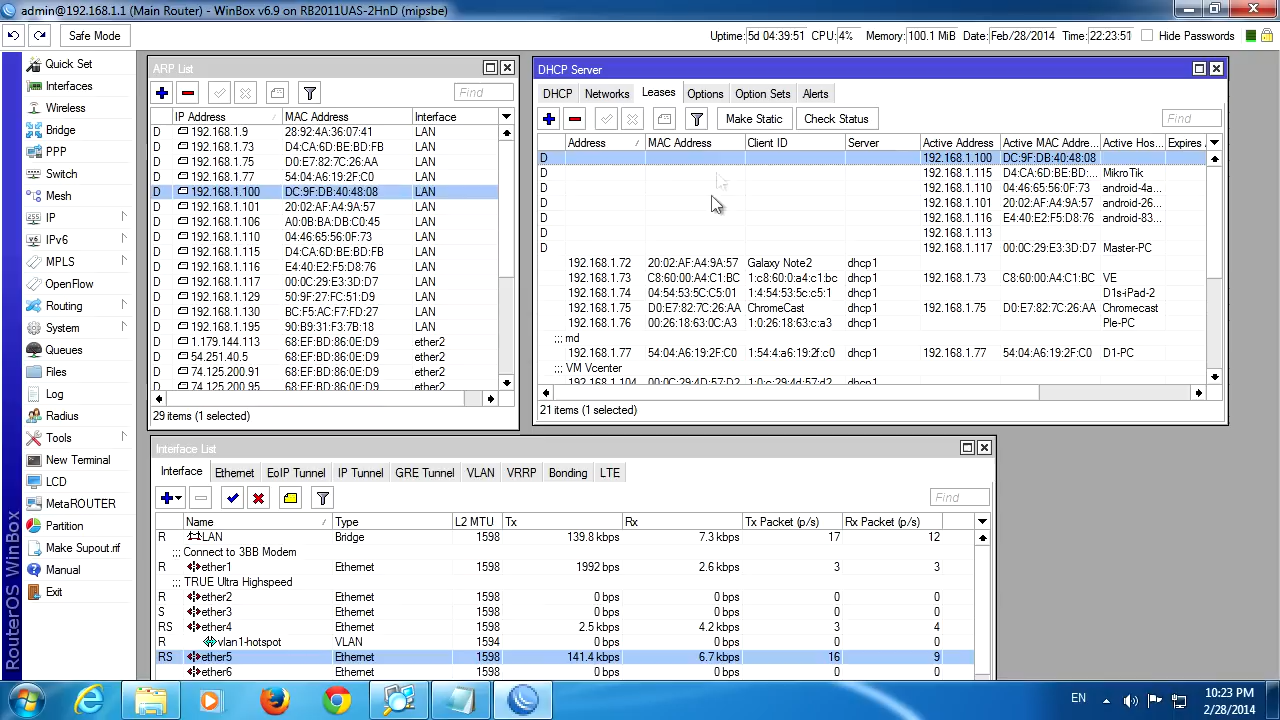 admin@192.168.1.1 (Main Router) - WinBox v6.9 on RB2011UAS-2HnD (mipsbe)
Safe Mode
Uptime: 5d 04:39:51 CPU: 4% Memory: 100.1 MiB Date: Feb/28/2014 Time: 22:23:51 Hide Passwords
RouterOS WinBox
Quick Set
Interfaces
Wireless
Bridge
PPP
Switch
Mesh
IP
IPv6
MPLS
OpenFlow
Routing
System
Queues
Files
Log
Radius
Tools
New Terminal
LCD
MetaROUTER
Partition
Make Supout.rif
Manual
Exit
ARP List
Find
IP Address MAC Address Interface
D 192.168.1.9 28:92:4A:36:07:41 LAN
D 192.168.1.73 D4:CA:6D:BE:BD:FB LAN
D 192.168.1.75 D0:E7:82:7C:26:AA LAN
D 192.168.1.77 54:04:A6:19:2F:C0 LAN
D 192.168.1.100 DC:9F:DB:40:48:08 LAN
D 192.168.1.101 20:02:AF:A4:9A:57 LAN
D 192.168.1.106 A0:0B:BA:DB:C0:45 LAN
D 192.168.1.110 04:46:65:56:0F:73 LAN
D 192.168.1.115 D4:CA:6D:BE:BD:FB LAN
D 192.168.1.116 E4:40:E2:F5:D8:76 LAN
D 192.168.1.117 00:0C:29:E3:3D:D7 LAN
D 192.168.1.129 50:9F:27:FC:51:D9 LAN
D 192.168.1.130 BC:F5:AC:F7:FD:27 LAN
D 192.168.1.195 90:B9:31:F3:7B:18 LAN
D 1.179.144.113 68:EF:BD:86:0E:D9 ether2
D 54.251.40.5 68:EF:BD:86:0E:D9 ether2
D 74.125.200.91 68:EF:BD:86:0E:D9 ether2
D 74.125.200.95 68:EF:BD:86:0E:D9 ether2
29 items (1 selected)
DHCP Server
DHCP Networks Leases Options Option Sets Alerts
Make Static Check Status Find
Address MAC Address Client ID Server Active Address Active MAC Addre... Active Hos... Expires
D 192.168.1.100 DC:9F:DB:40:48:08
D 192.168.1.115 D4:CA:6D:BE:BD:... MikroTik
D 192.168.1.110 04:46:65:56:0F:73 android-4a...
D 192.168.1.101 20:02:AF:A4:9A:57 android-26...
D 192.168.1.116 E4:40:E2:F5:D8:76 android-83...
D 192.168.1.113
D 192.168.1.117 00:0C:29:E3:3D:D7 Master-PC
192.168.1.72 20:02:AF:A4:9A:57 Galaxy Note2 dhcp1
192.168.1.73 C8:60:00:A4:C1:BC 1:c8:60:0:a4:c1:bc dhcp1 192.168.1.73 C8:60:00:A4:C1:BC VE
192.168.1.74 04:54:53:5C:C5:01 1:4:54:53:5c:c5:1 dhcp1 D1s-iPad-2
192.168.1.75 D0:E7:82:7C:26:AA ChromeCast dhcp1 192.168.1.75 D0:E7:82:7C:26:AA Chromecast
192.168.1.76 00:26:18:63:0C:A3 1:0:26:18:63:c:a3 dhcp1 Ple-PC
;;; md
192.168.1.77 54:04:A6:19:2F:C0 1:54:4:a6:19:2f:c0 dhcp1 192.168.1.77 54:04:A6:19:2F:C0 D1-PC
;;; VM Vcenter
192.168.1.104 dhcp1
21 items (1 selected)
Interface List
Interface Ethernet EoIP Tunnel IP Tunnel GRE Tunnel VLAN VRRP Bonding LTE
Find
Name Type L2 MTU Tx Rx Tx Packet (p/s) Rx Packet (p/s)
R LAN Bridge 1598 139.8 kbps 7.3 kbps 17 12
;;; Connect to 3BB Modem
R ether1 Ethernet 1598 1992 bps 2.6 kbps 3 3
;;; TRUE Ultra Highspeed
R ether2 Ethernet 1598 0 bps 0 bps 0 0
S ether3 Ethernet 1598 0 bps 0 bps 0 0
RS ether4 Ethernet 1598 2.5 kbps 4.2 kbps 3 4
R vlan1-hotspot VLAN 1594 0 bps 0 bps 0 0
RS ether5 Ethernet 1598 141.4 kbps 6.7 kbps 16 9
ether6 Ethernet 1598 0 bps 0 bps 0 0
EN
10:23 PM
2/28/2014